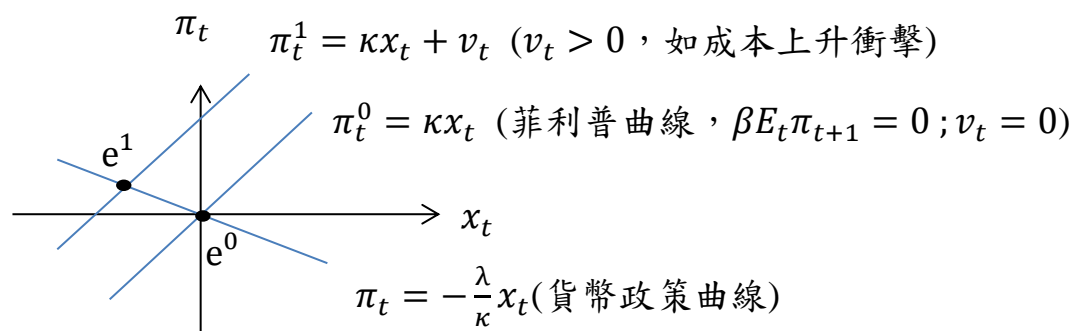 π_t
π_t^1 = κx_t + v_t (v_t > 0，如成本上升衝擊)
π_t^0 = κx_t (菲利普曲線，βE_tπ_{t+1} = 0 ; v_t = 0)
e^1
x_t
e^0
π_t = −\frac{λ}{κ}x_t(貨幣政策曲線)